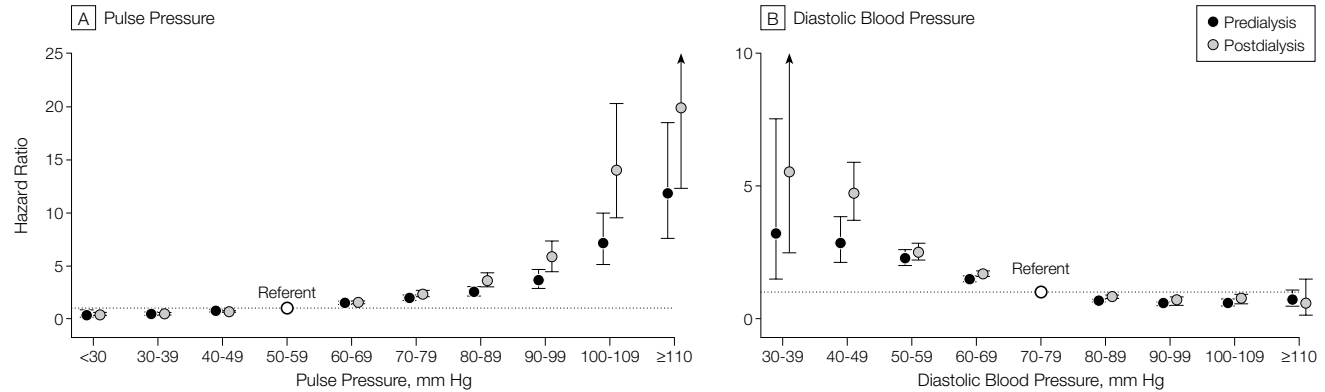 A Pulse Pressure
B Diastolic Blood Pressure
Predialysis
Postdialysis
Hazard Ratio
25
20
15
10
5
0
Referent
<30 30-39 40-49 50-59 60-69 70-79 80-89 90-99 100-109 ≥110
Pulse Pressure, mm Hg
10
5
0
Referent
30-39 40-49 50-59 60-69 70-79 80-89 90-99 100-109 ≥110
Diastolic Blood Pressure, mm Hg